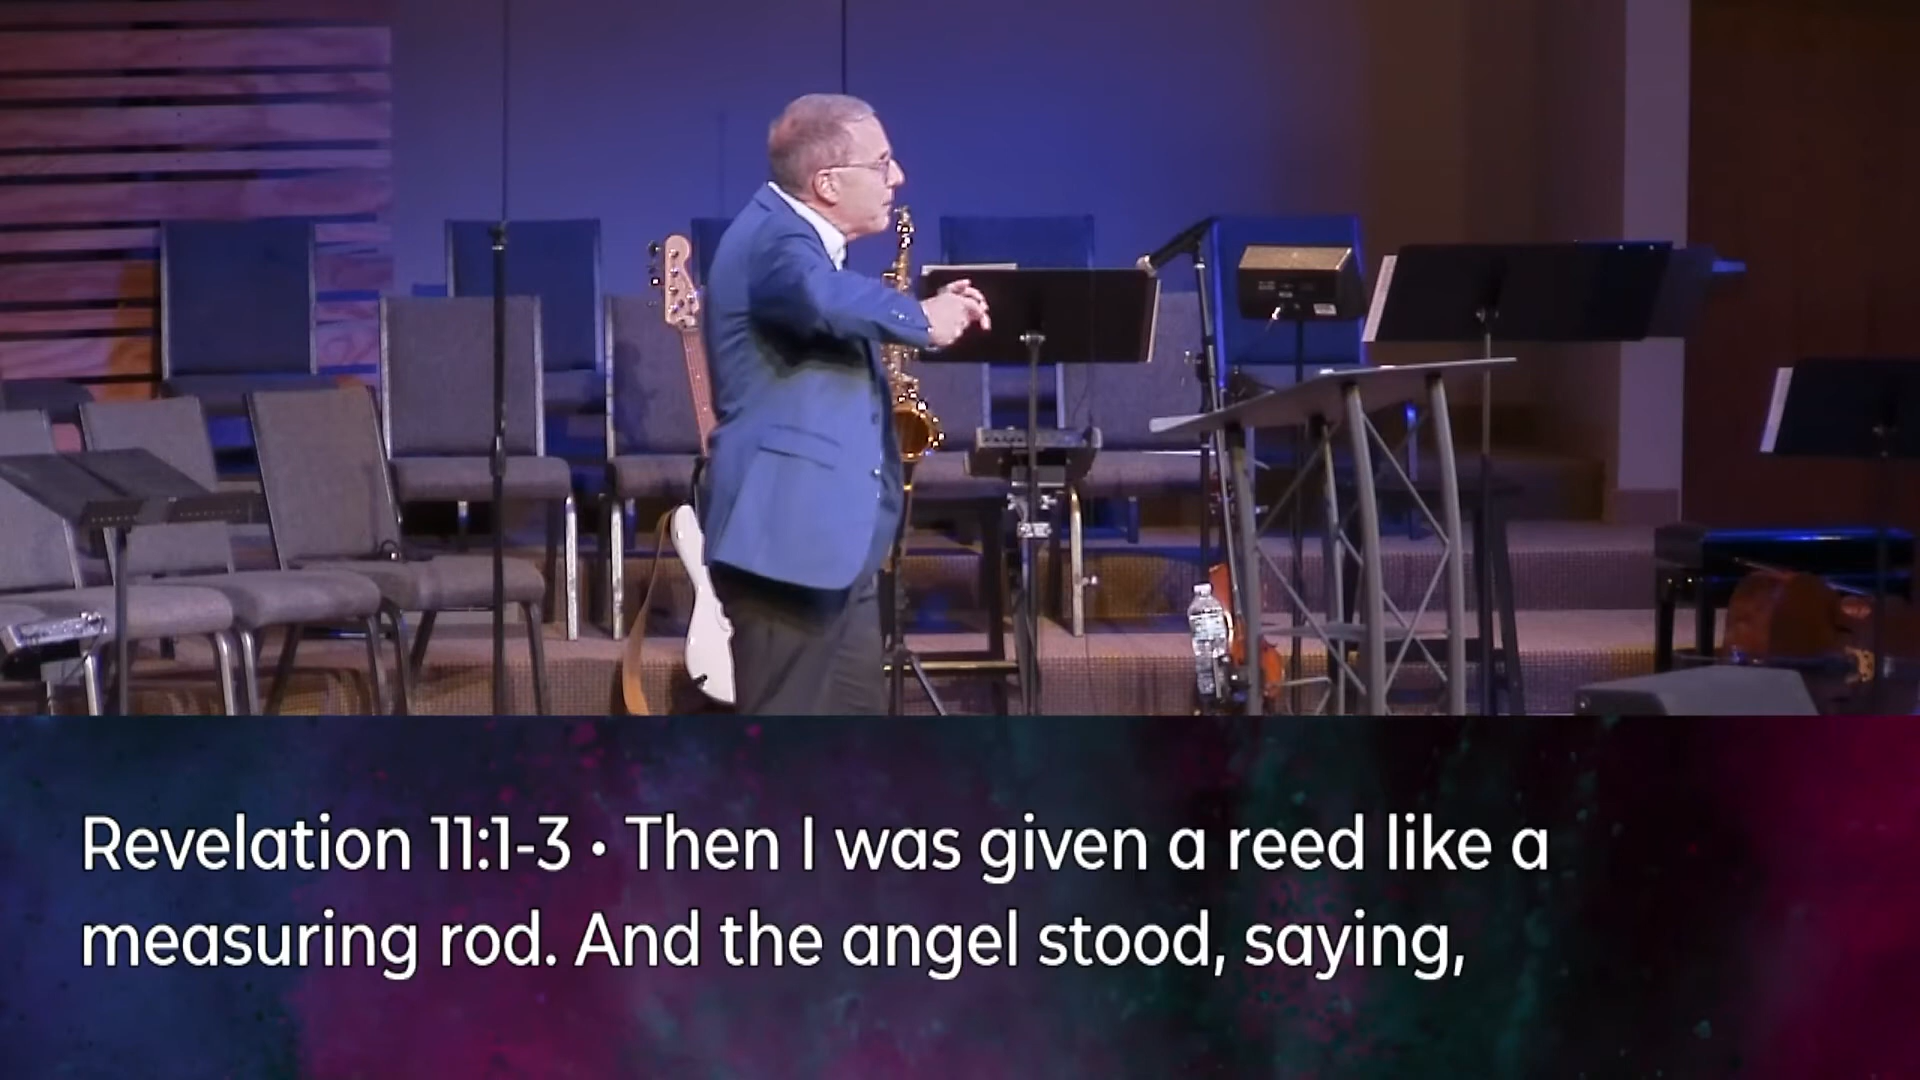 Revelation 11:1-3 • Then I was given a reed like a
measuring rod. And the angel stood, saying,